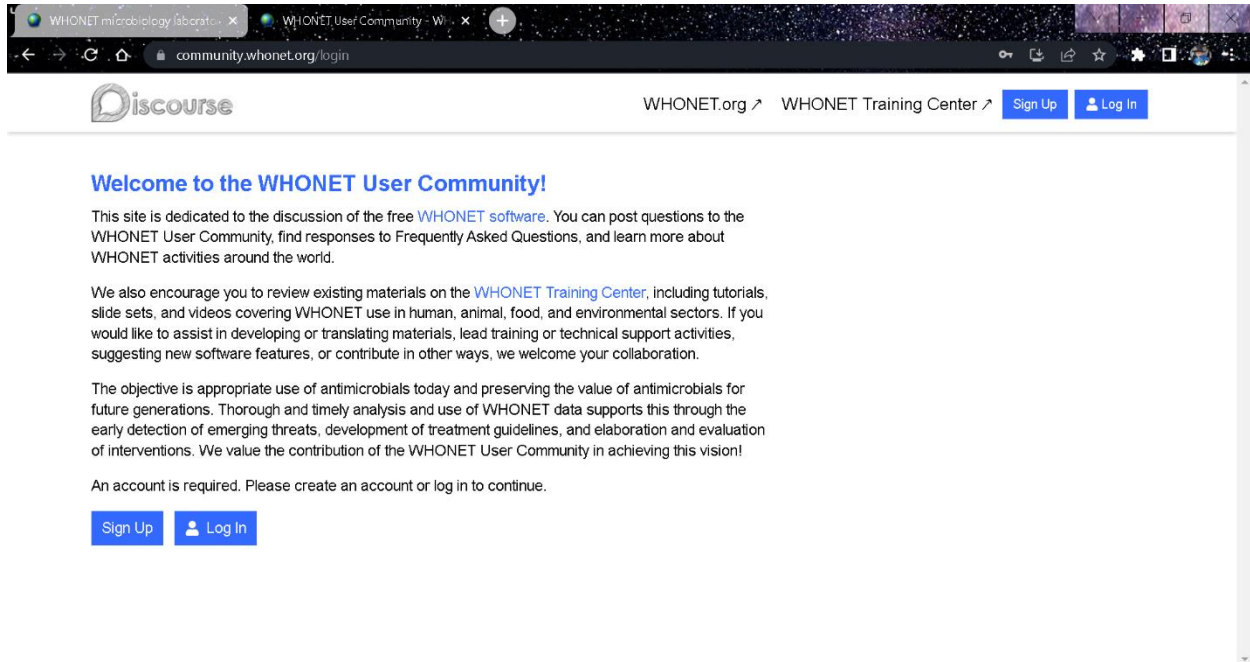 WHONET microbiology laborato
WHONET User Community - W
community.whonet.org/login
Discourse
WHONET.org ↗ WHONET Training Center ↗ Sign Up Log In
Welcome to the WHONET User Community!
This site is dedicated to the discussion of the free WHONET software. You can post questions to the
WHONET User Community, find responses to Frequently Asked Questions, and learn more about
WHONET activities around the world.
We also encourage you to review existing materials on the WHONET Training Center, including tutorials,
slide sets, and videos covering WHONET use in human, animal, food, and environmental sectors. If you
would like to assist in developing or translating materials, lead training or technical support activities,
suggesting new software features, or contribute in other ways, we welcome your collaboration.
The objective is appropriate use of antimicrobials today and preserving the value of antimicrobials for
future generations. Thorough and timely analysis and use of WHONET data supports this through the
early detection of emerging threats, development of treatment guidelines, and elaboration and evaluation
of interventions. We value the contribution of the WHONET User Community in achieving this vision!
An account is required. Please create an account or log in to continue.
Sign Up Log In